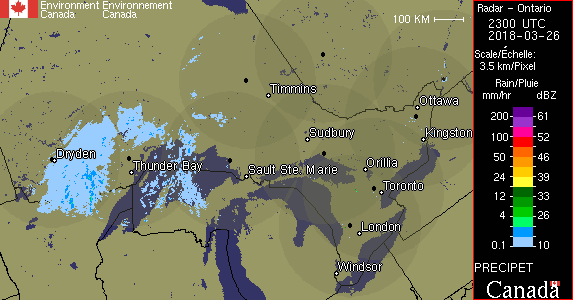 Environment Environnement
Canada Canada
100 KM
Timmins
Ottawa
Sudbury
Kingston
Dryden
Thunder Bay
Sault Ste. Marie
Orillia
Toronto
London
Windsor
Radar - Ontario
2300 UTC
2018-03-26
Scale/Échelle:
3.5 km/Pixel
Rain/Pluie
mm/hr dBZ
200 61
100 52
50 46
24 39
12 33
4 26
0.1 10
PRECIPET
Canada